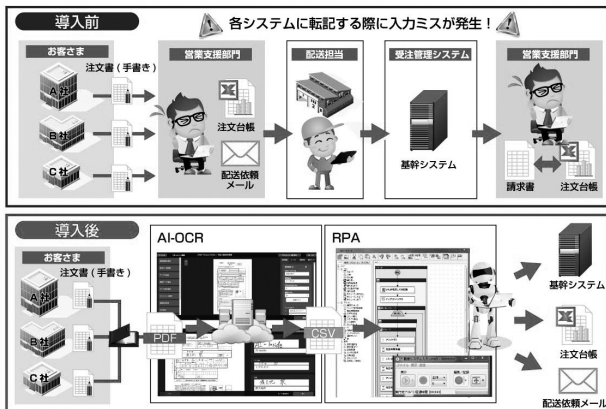 導入前
各システムに転記する際に入力ミスが発生！
お客さま
注文書（手書き）
A社
B社
C社
営業支援部門
注文台帳
配送依頼
メール
配送担当
受注管理システム
基幹システム
営業支援部門
請求書
注文台帳
導入後
お客さま
注文書（手書き）
A社
B社
C社
PDF
AI-OCR
CSV
RPA
基幹システム
注文台帳
配送依頼メール